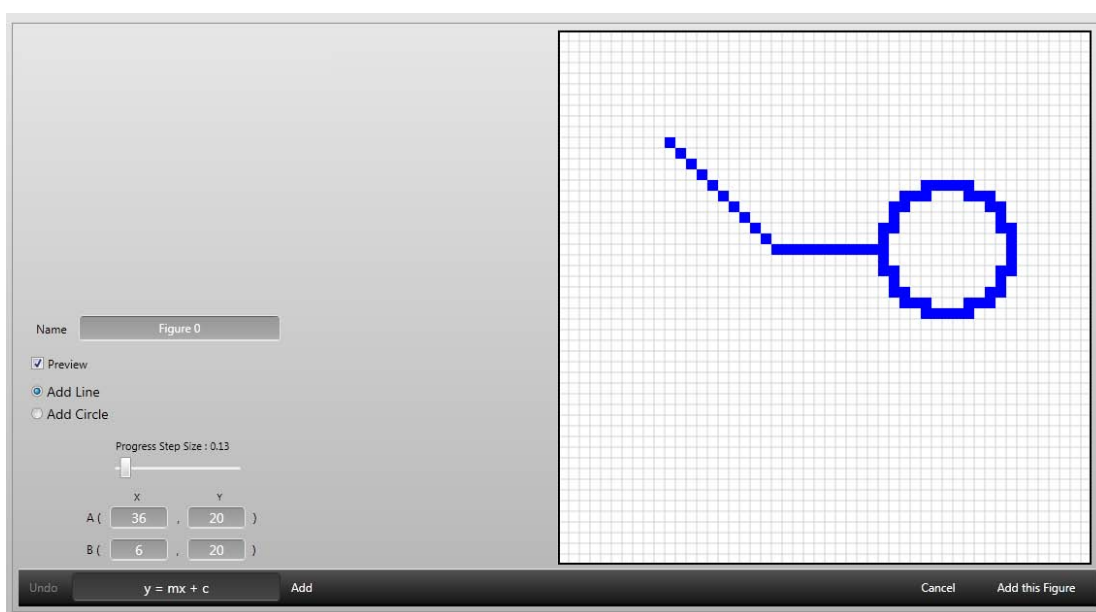 Name Figure 0
Preview
Add Line
Add Circle
Progress Step Size : 0.13
X Y
A ( 36 , 20 )
B ( 6 , 20 )
Undo y = mx + c Add Cancel Add this Figure